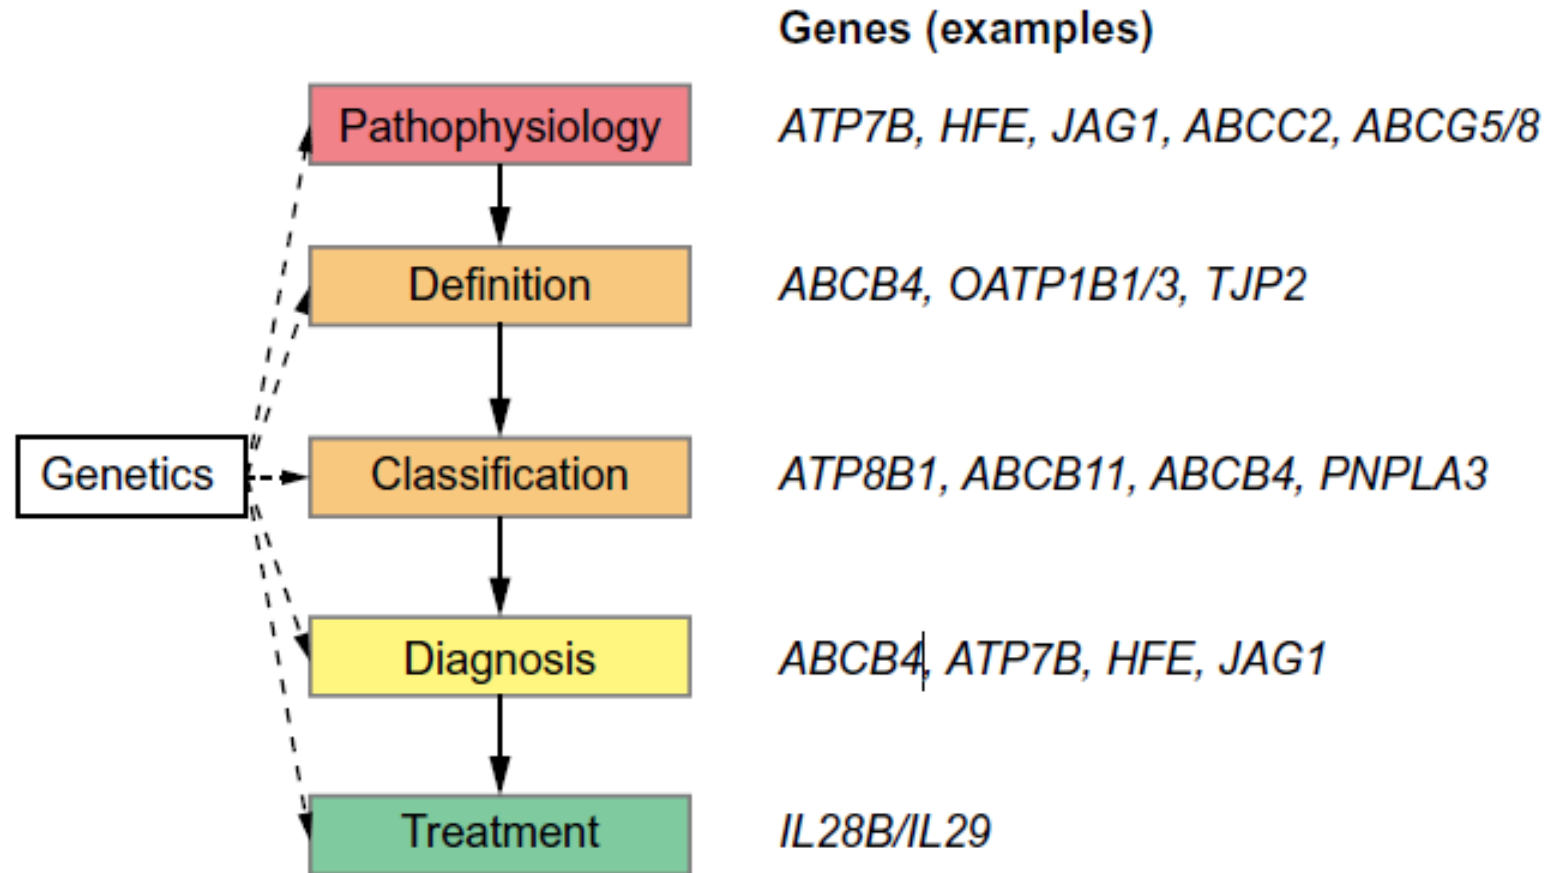 Genes (examples)
Pathophysiology
ATP7B, HFE, JAG1, ABCC2, ABCG5/8
Definition
ABCB4, OATP1B1/3, TJP2
Genetics
Classification
ATP8B1, ABCB11, ABCB4, PNPLA3
Diagnosis
ABCB4, ATP7B, HFE, JAG1
Treatment
IL28B/IL29